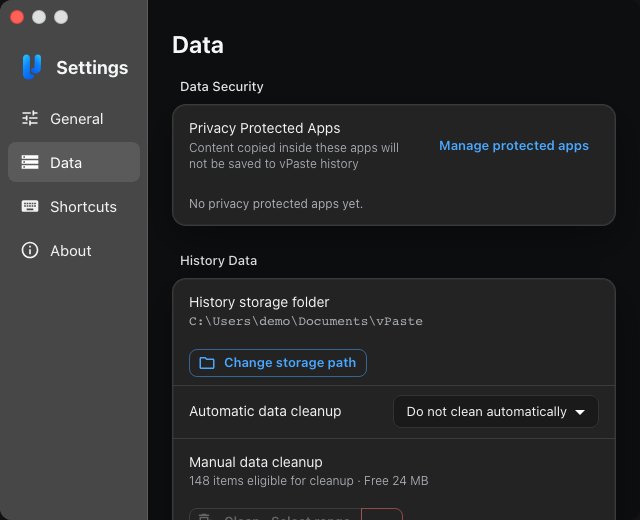 Data
Settings
Data Security
General
Privacy Protected Apps
Content copied inside these apps will
not be saved to vPaste history
Manage protected apps
Data
Shortcuts
No privacy protected apps yet.
About
History Data
History storage folder
C:\Users\demo\Documents\vPaste
Change storage path
Automatic data cleanup
Do not clean automatically
Manual data cleanup
148 items eligible for cleanup · Free 24 MB